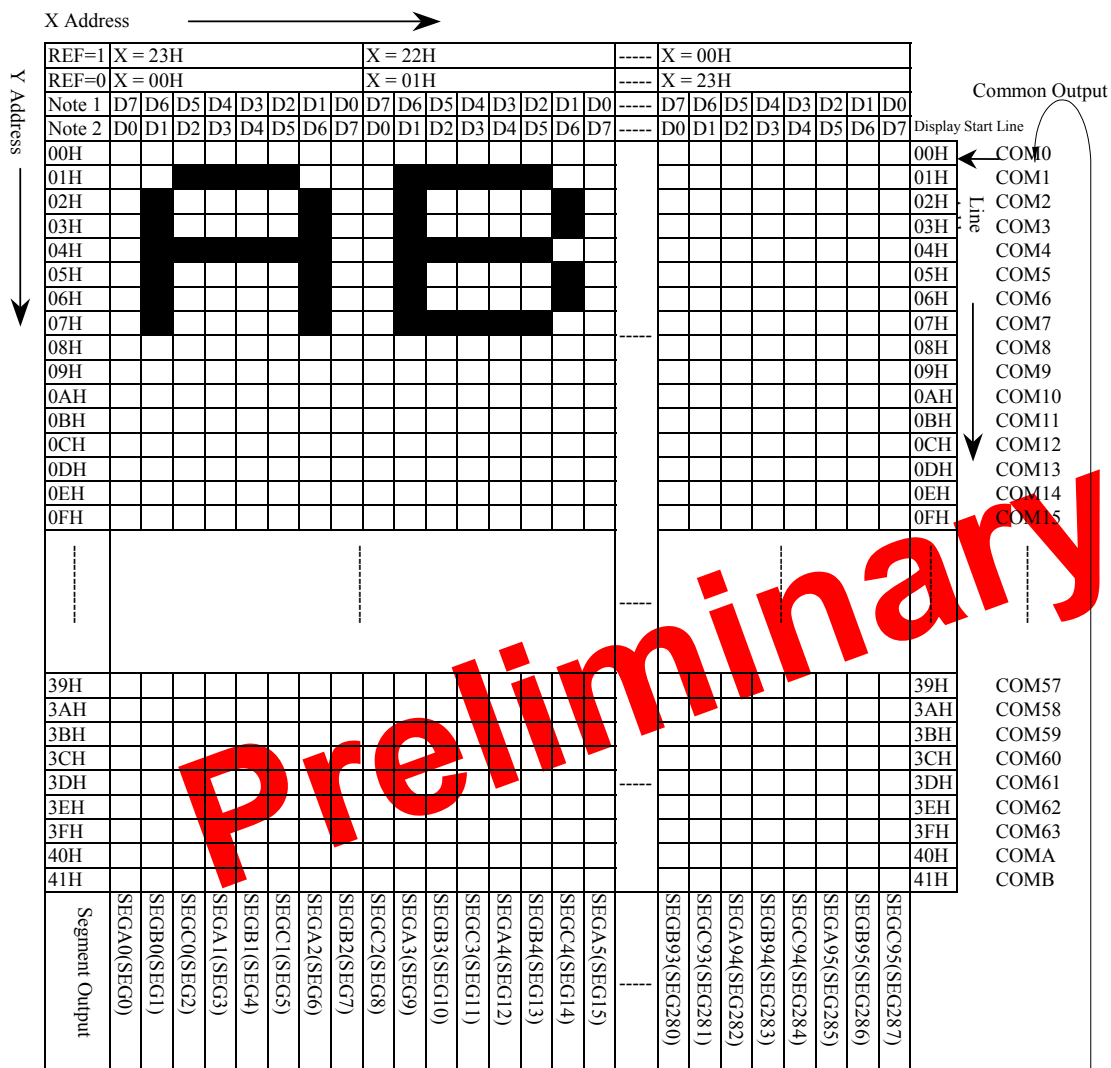 X Address
Y Address
REF=1 X = 23H X = 22H ----- X = 00H
REF=0 X = 00H X = 01H ----- X = 23H
Common Output
Note 1 D7 D6 D5 D4 D3 D2 D1 D0 D7 D6 D5 D4 D3 D2 D1 D0 ----- D7 D6 D5 D4 D3 D2 D1 D0
Note 2 D0 D1 D2 D3 D4 D5 D6 D7 D0 D1 D2 D3 D4 D5 D6 D7 ----- D0 D1 D2 D3 D4 D5 D6 D7 Display Start Line
00H 00H COM0
01H 01H COM1
02H 02H COM2
03H 03H COM3
Line
04H 04H COM4
05H 05H COM5
06H 06H COM6
07H 07H COM7
-----
08H 08H COM8
09H 09H COM9
0AH 0AH COM10
0BH 0BH COM11
0CH 0CH COM12
0DH 0DH COM13
0EH 0EH COM14
0FH 0FH COM15
-----
Preliminary
39H 39H COM57
3AH 3AH COM58
3BH 3BH COM59
3CH 3CH COM60
3DH ----- 3DH COM61
3EH 3EH COM62
3FH 3FH COM63
40H 40H COMA
41H 41H COMB
Segment Output
SEGA0(SEG0)
SEGB0(SEG1)
SEGC0(SEG2)
SEGA1(SEG3)
SEGB1(SEG4)
SEGC1(SEG5)
SEGA2(SEG6)
SEGB2(SEG7)
SEGC2(SEG8)
SEGA3(SEG9)
SEGB3(SEG10)
SEGC3(SEG11)
SEGA4(SEG12)
SEGB4(SEG13)
SEGC4(SEG14)
SEGA5(SEG15)
-----
SEGB93(SEG280)
SEGC93(SEG281)
SEGA94(SEG282)
SEGB94(SEG283)
SEGC94(SEG284)
SEGA95(SEG285)
SEGB95(SEG286)
SEGC95(SEG287)